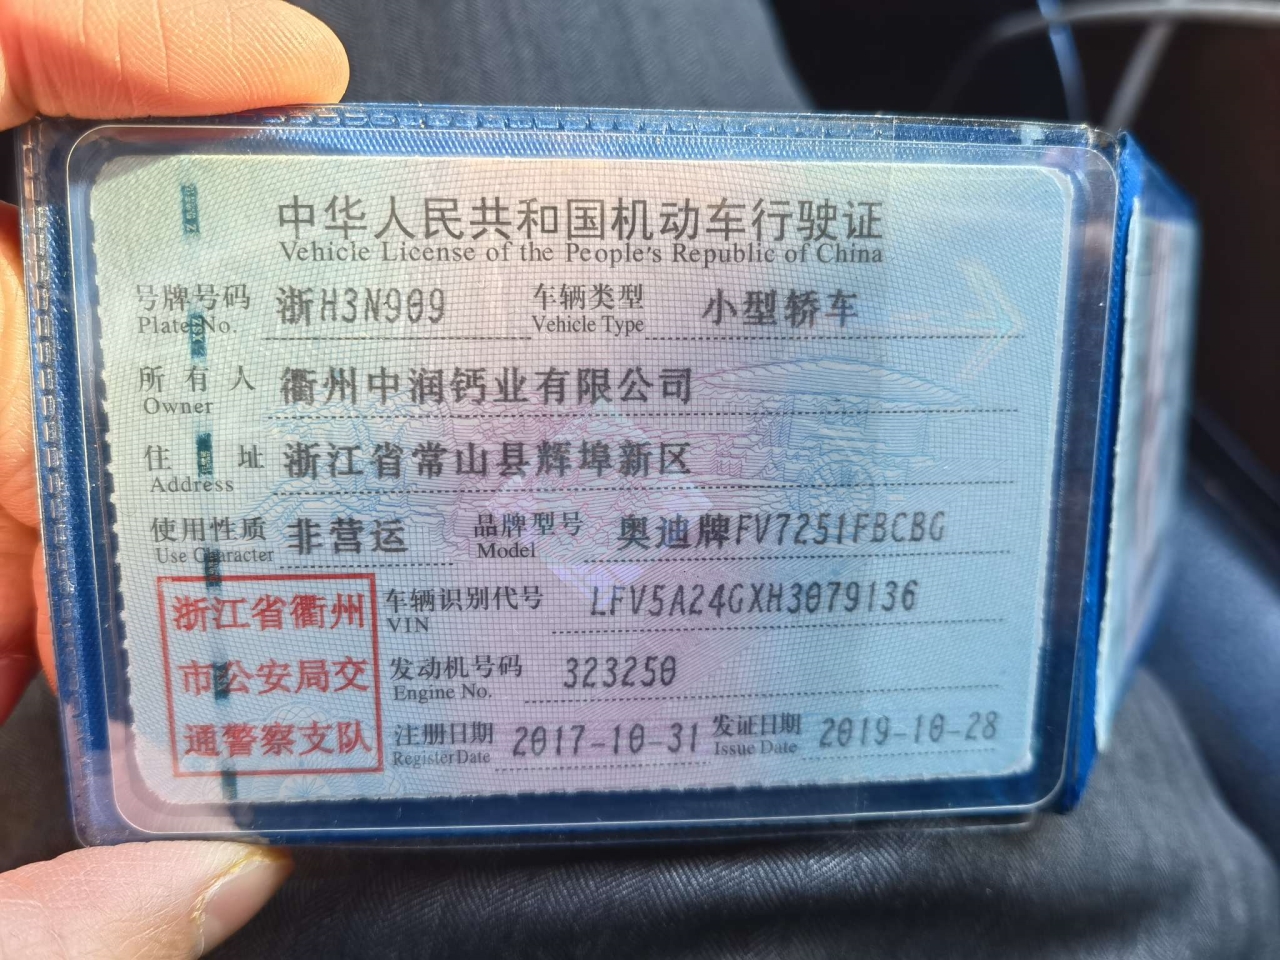 中华人民共和国机动车行驶证
Vehicle License of the People's Republic of China
号牌号码 浙H3N909 车辆类型 小型轿车
Plate No. Vehicle Type
所有人 衢州中润钙业有限公司
Owner
住址 浙江省常山县辉埠新区
Address
使用性质 非营运 品牌型号 奥迪牌FV7251FBCBG
Use Character Model
浙江省衢州
市公安局交
通警察支队
车辆识别代号 LFV5A24GXH3079136
VIN
发动机号码 323250
Engine No.
注册日期 2017-10-31 发证日期 2019-10-28
Register Date Issue Date